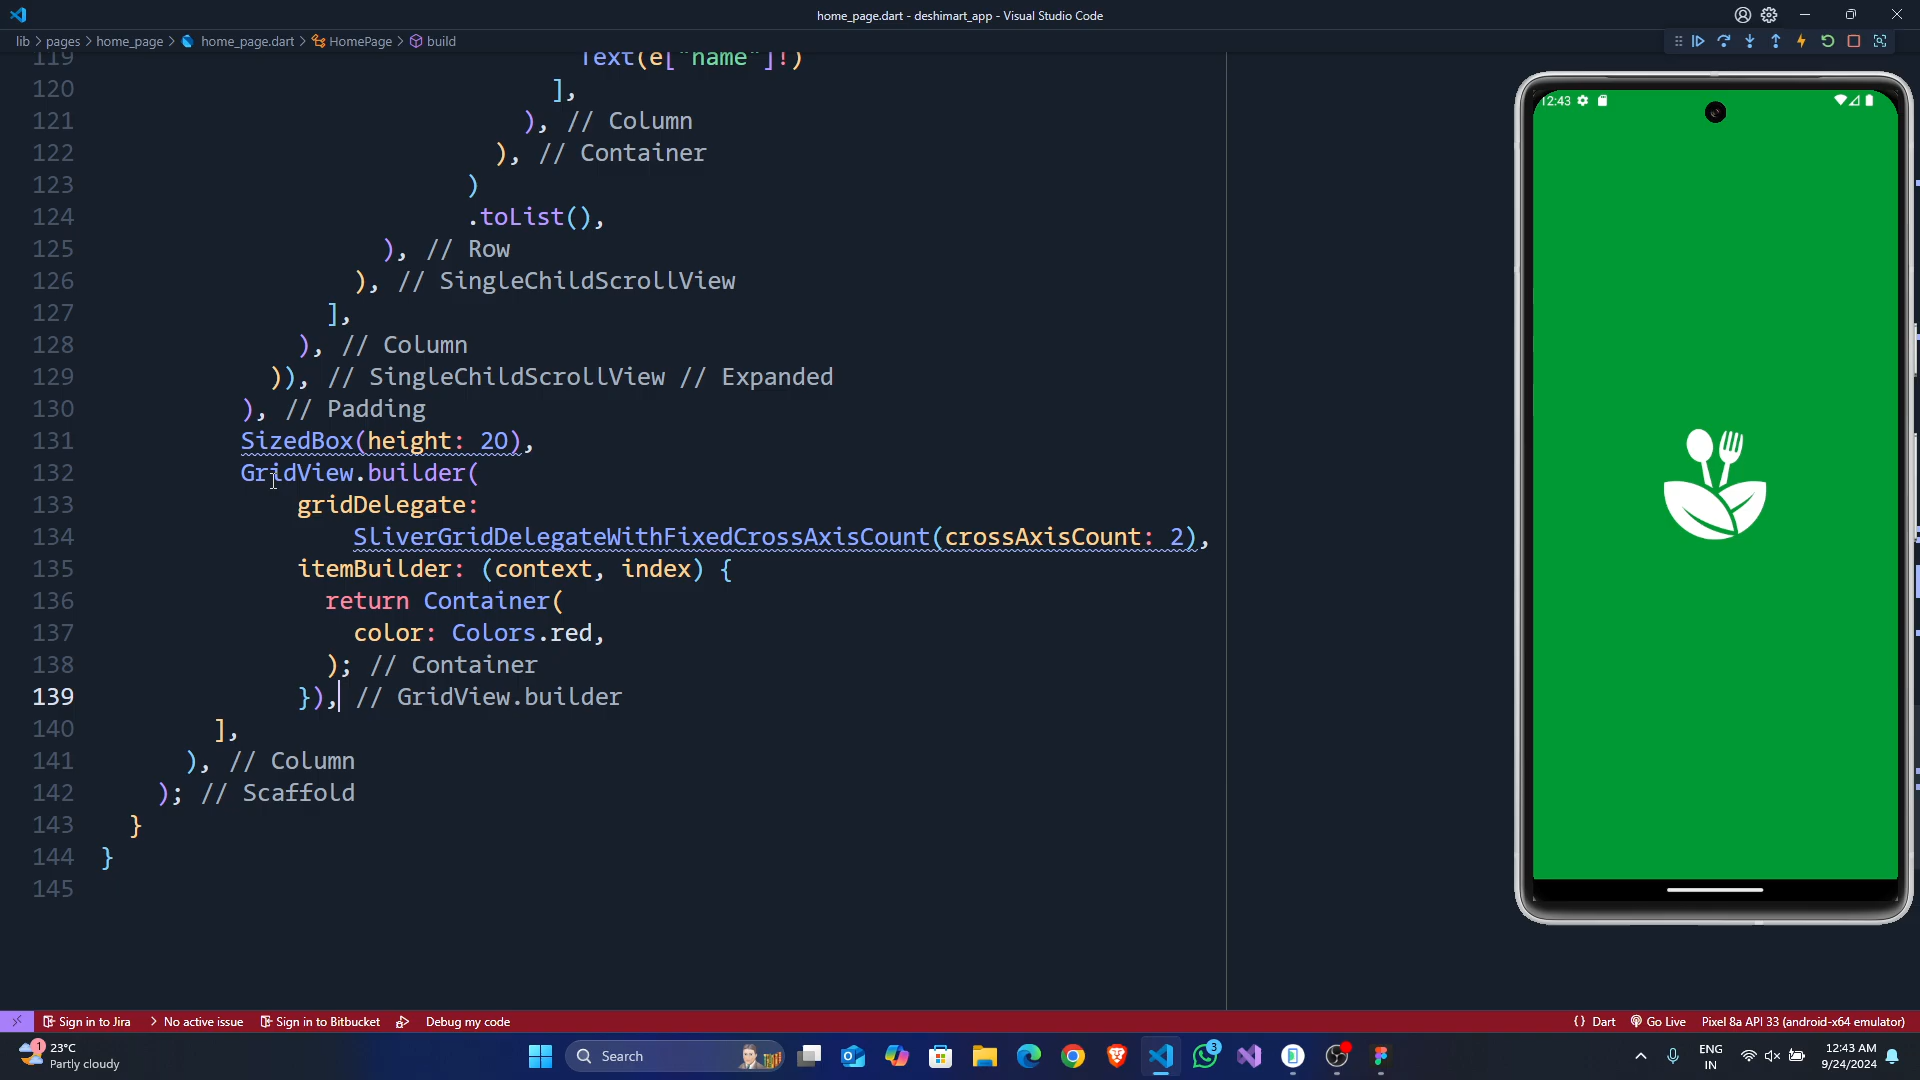 home_page.dart - deshimart_app - Visual Studio Code
lib > pages > home_page > home_page.dart > HomePage > build
119 Text(e["name"]!)
120 ],
121 ), // Column
122 ), // Container
123 )
124 .toList(),
125 ), // Row
126 ), // SingleChildScrollView
127 ],
128 ), // Column
129 )), // SingleChildScrollView // Expanded
130 ), // Padding
131 SizedBox(height: 20),
132 GridView.builder(
133 gridDelegate:
134 SliverGridDelegateWithFixedCrossAxisCount(crossAxisCount: 2),
135 itemBuilder: (context, index) {
136 return Container(
137 color: Colors.red,
138 ); // Container
139 }), // GridView.builder
140 ],
141 ), // Column
142 ); // Scaffold
143 }
144 }
145
12:43
Sign in to Jira No active issue Sign in to Bitbucket Debug my code {} Dart Go Live Pixel 8a API 33 (android-x64 emulator)
1 23°C
Partly cloudy
Search
3
ENG
IN
12:43 AM
9/24/2024